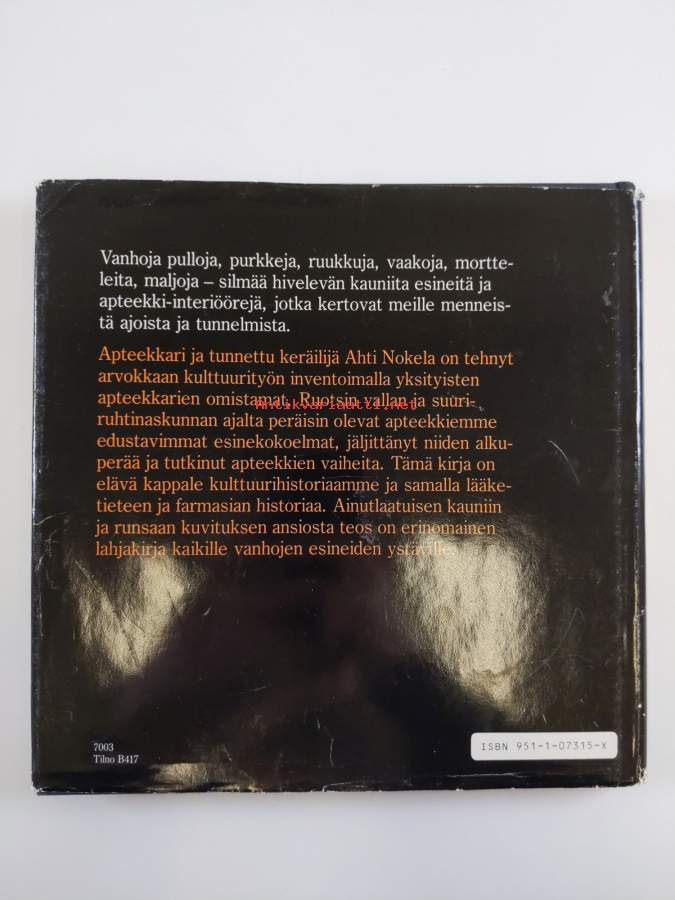 Vanhoja pulloja, purkkeja, ruukkuja, vaakoja, mortte-
leita, maljoja – silmää hivelevän kauniita esineitä ja
apteekki-interiöörejä, jotka kertovat meille menneis-
tä ajoista ja tunnelmista.
Apteekkari ja tunnettu keräilijä Ahti Nokela on tehnyt
arvokkaan kulttuurityön inventoimalla yksityisten
apteekkarien omistamat, Ruotsin vallan ja suuri-
Antikvariaatti.net
ruhtinaskunnan ajalta peräisin olevat apteekkiemme
edustavimmat esinekokoelmat, jäljittänyt niiden alku-
perää ja tutkinut apteekkien vaiheita. Tämä kirja on
elävä kappale kulttuurihistoriaamme ja samalla lääke-
tieteen ja farmasian historiaa. Ainutlaatuisen kauniin
ja runsaan kuvituksen ansiosta teos on erinomainen
lahjakirja kaikille vanhojen esineiden ystäville.
7003
Tilno B417
ISBN 951-1-07315-X